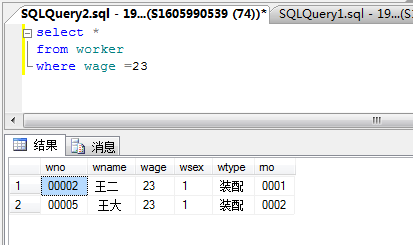 SQLQuery2.sql - 19...(S1605990539 (74))* SQLQuery1.sql - 19...(S1
select *
from worker
where wage =23
结果 消息
wno wname wage wsex wtype mo
1 00002 王二 23 1 装配 0001
2 00005 王大 23 1 装配 0002